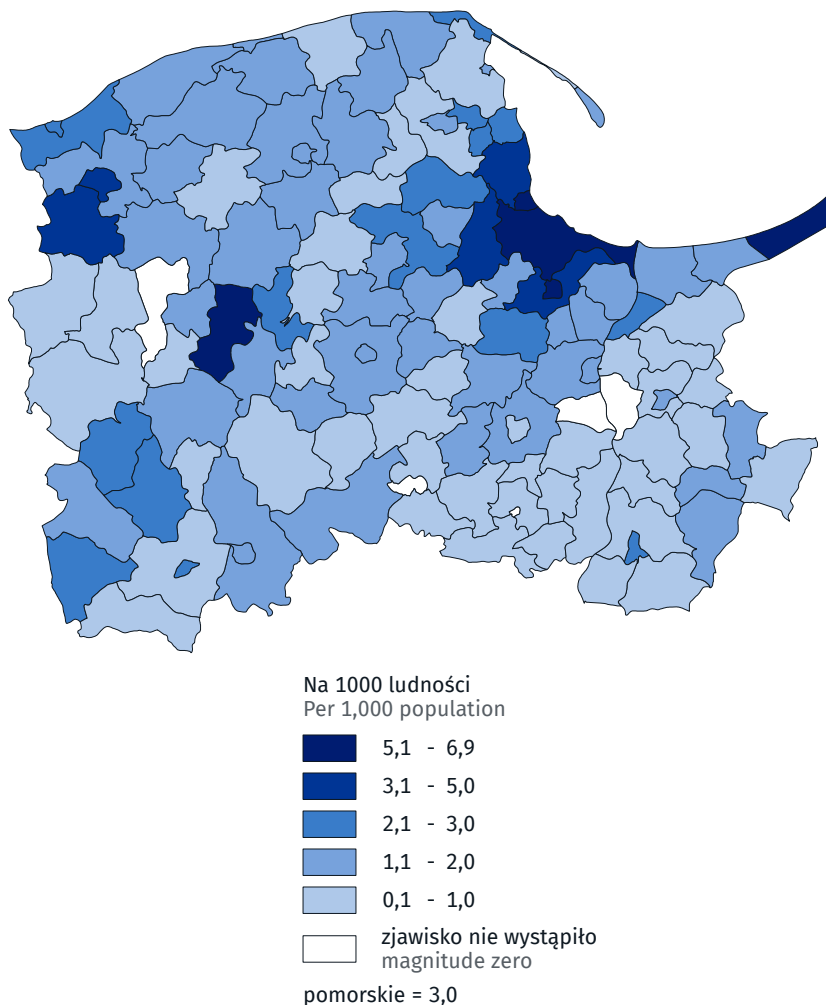 Na 1000 ludności
Per 1,000 population
5,1 - 6,9
3,1 - 5,0
2,1 - 3,0
1,1 - 2,0
0,1 - 1,0
zjawisko nie wystąpiło
magnitude zero
pomorskie = 3,0